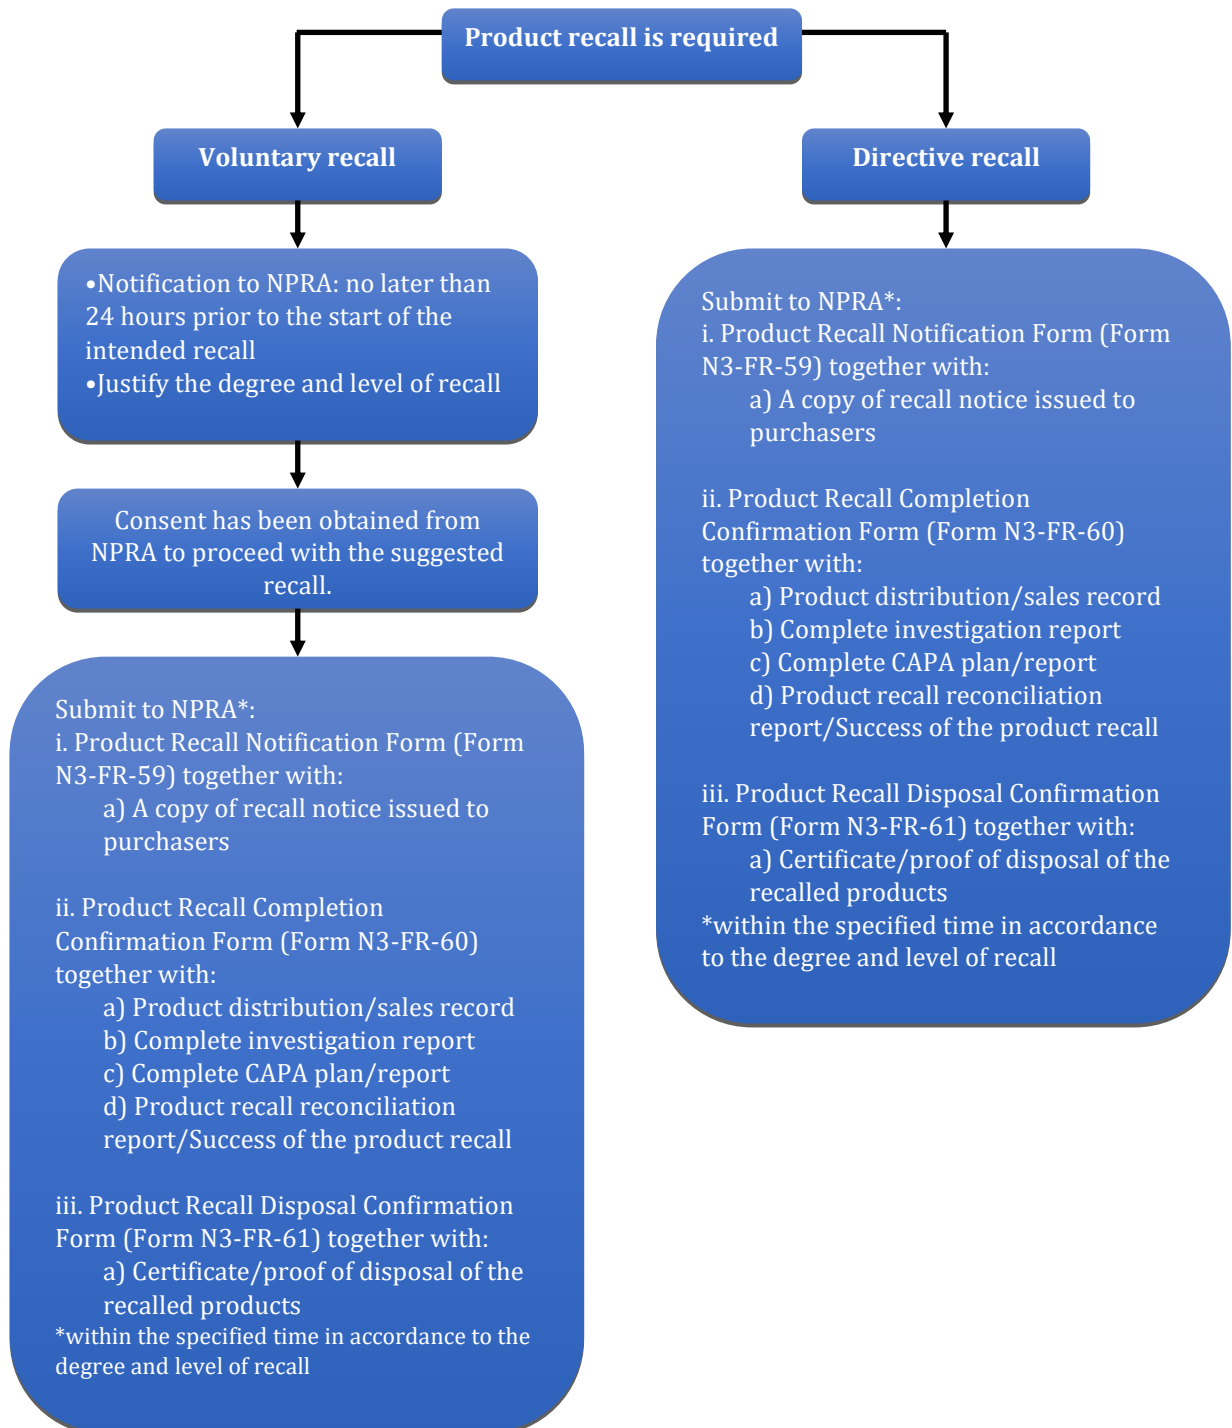 Product recall is required
Voluntary recall
•Notification to NPRA: no later than
24 hours prior to the start of the
intended recall
•Justify the degree and level of recall
Consent has been obtained from
NPRA to proceed with the suggested
recall.
Submit to NPRA*:
i. Product Recall Notification Form (Form
N3-FR-59) together with:
a) A copy of recall notice issued to
purchasers
ii. Product Recall Completion
Confirmation Form (Form N3-FR-60)
together with:
a) Product distribution/sales record
b) Complete investigation report
c) Complete CAPA plan/report
d) Product recall reconciliation
report/Success of the product recall
iii. Product Recall Disposal Confirmation
Form (Form N3-FR-61) together with:
a) Certificate/proof of disposal of the
recalled products
*within the specified time in accordance to the
degree and level of recall
Directive recall
Submit to NPRA*:
i. Product Recall Notification Form (Form
N3-FR-59) together with:
a) A copy of recall notice issued to
purchasers
ii. Product Recall Completion
Confirmation Form (Form N3-FR-60)
together with:
a) Product distribution/sales record
b) Complete investigation report
c) Complete CAPA plan/report
d) Product recall reconciliation
report/Success of the product recall
iii. Product Recall Disposal Confirmation
Form (Form N3-FR-61) together with:
a) Certificate/proof of disposal of the
recalled products
*within the specified time in accordance
to the degree and level of recall